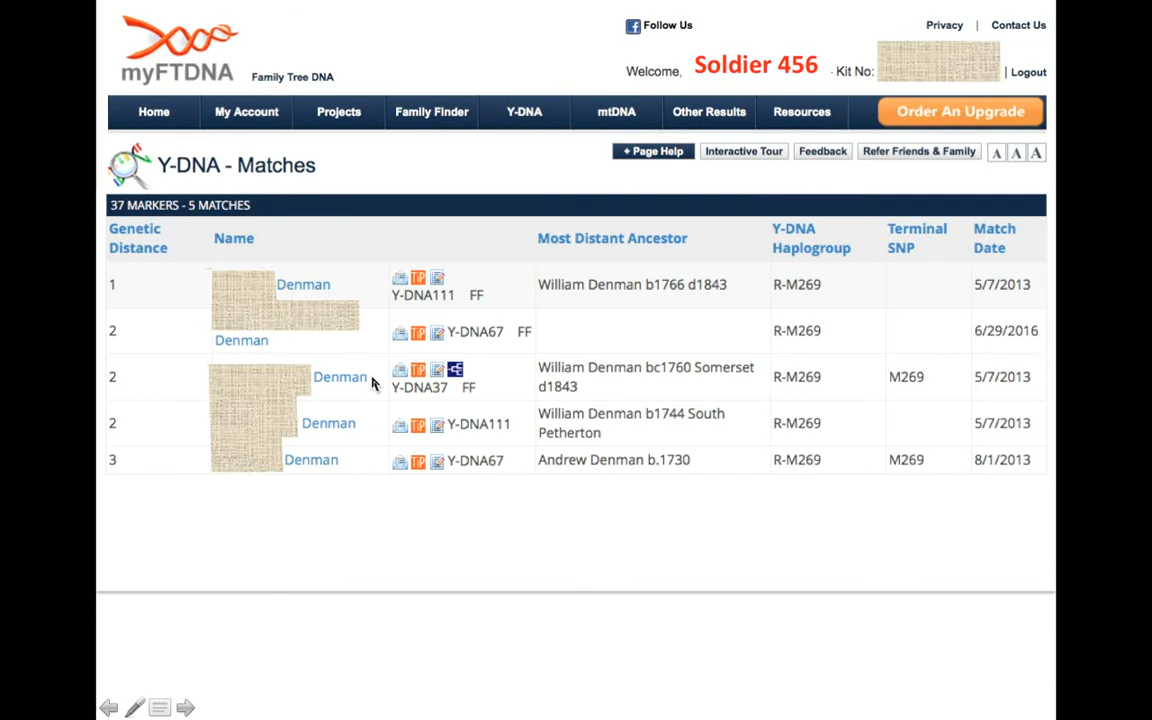 Follow Us
Privacy | Contact Us
myFTDNA Family Tree DNA
Welcome, Soldier 456 · Kit No: | Logout
Home My Account Projects Family Finder Y-DNA mtDNA Other Results Resources Order An Upgrade
Y-DNA - Matches
+ Page Help Interactive Tour Feedback Refer Friends & Family A A A
37 MARKERS - 5 MATCHES
Genetic Distance Name Most Distant Ancestor Y-DNA Haplogroup Terminal SNP Match Date
1 Denman TiP Y-DNA111 FF William Denman b1766 d1843 R-M269 5/7/2013
2 Denman TiP Y-DNA67 FF R-M269 6/29/2016
2 Denman TiP Y-DNA37 FF William Denman bc1760 Somerset d1843 R-M269 M269 5/7/2013
2 Denman TiP Y-DNA111 William Denman b1744 South Petherton R-M269 5/7/2013
3 Denman TiP Y-DNA67 Andrew Denman b.1730 R-M269 M269 8/1/2013